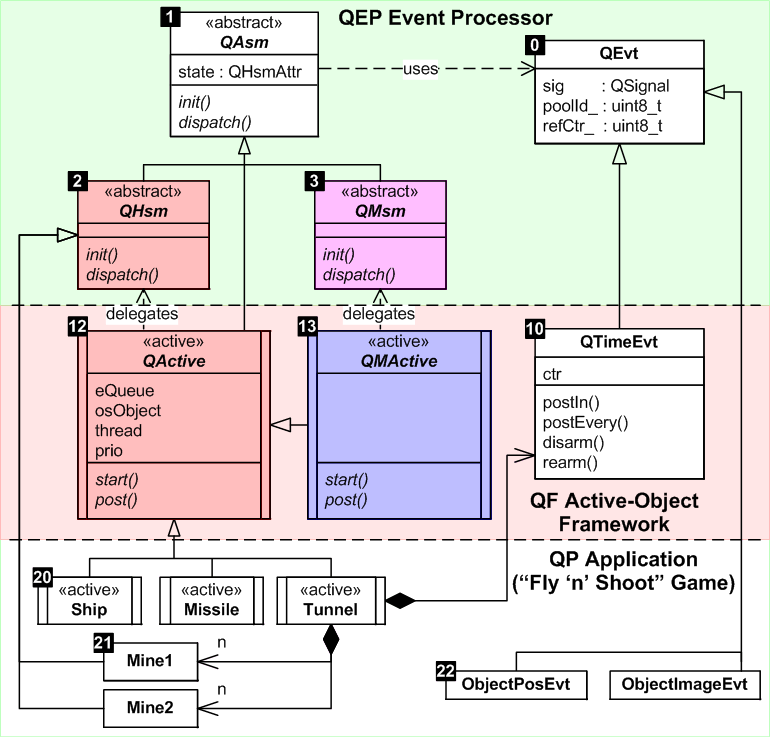 QEP Event Processor
1
«abstract»
QAsm
state : QHsmAttr
init()
dispatch()
uses
0
QEvt
sig : QSignal
poolId_ : uint8_t
refCtr_ : uint8_t
2
«abstract»
QHsm
init()
dispatch()
3
«abstract»
QMsm
init()
dispatch()
delegates
delegates
12
«active»
QActive
eQueue
osObject
thread
prio
start()
post()
13
«active»
QMActive
start()
post()
10
QTimeEvt
ctr
postIn()
postEvery()
disarm()
rearm()
QF Active-Object
Framework
QP Application
(“Fly ‘n’ Shoot” Game)
20
«active»
Ship
«active»
Missile
«active»
Tunnel
21
Mine1
n
Mine2
n
22
ObjectPosEvt
ObjectImageEvt